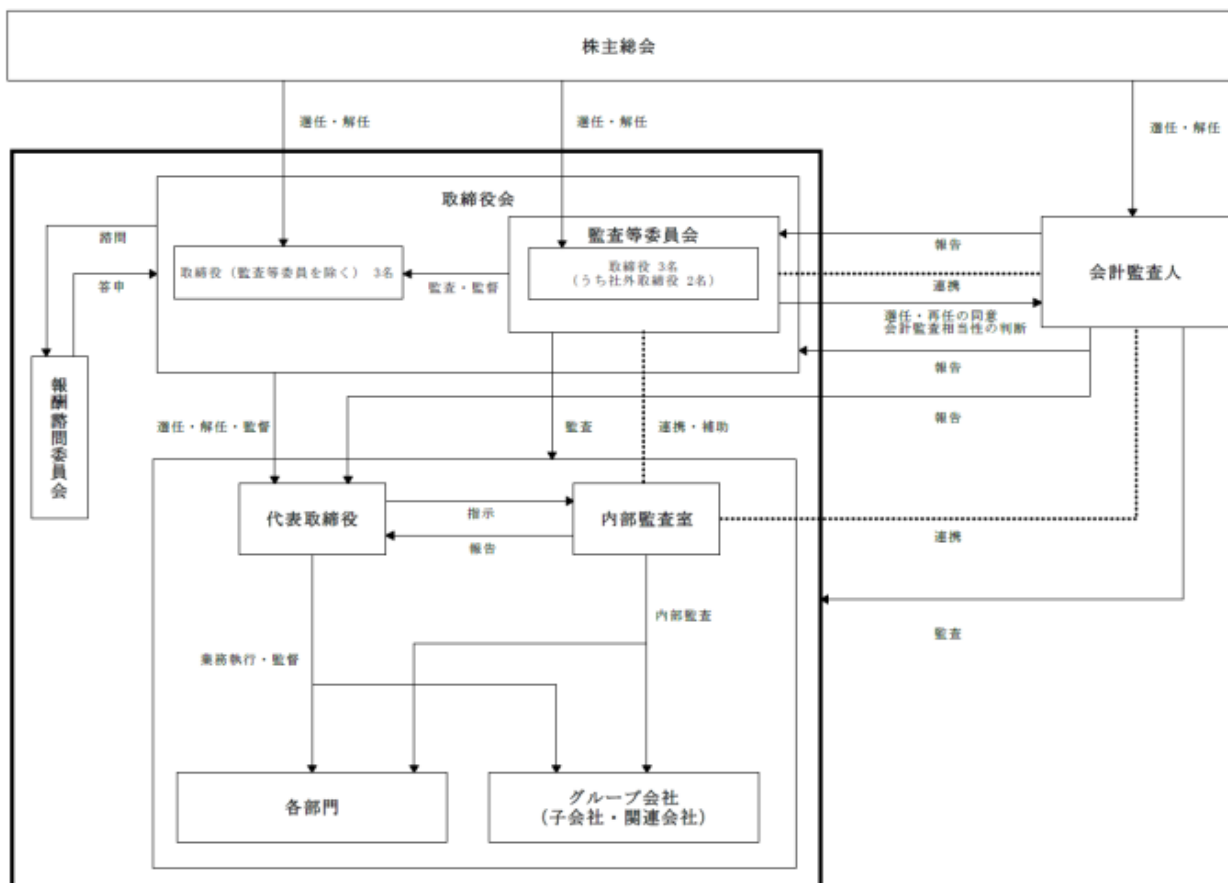 株主総会
選任・解任
選任・解任
選任・解任
取締役会
監査等委員会
諮問
取締役（監査等委員を除く） 3名
取締役 3名
（うち社外取締役 2名）
監査・監督
答申
報告
連携
会計監査人
選任・再任の同意
会計監査相当性の判断
報告
報酬諮問委員会
選任・解任・監督
監査
連携・補助
報告
代表取締役
指示
報告
内部監査室
連携
内部監査
監査
業務執行・監督
各部門
グループ会社
（子会社・関連会社）